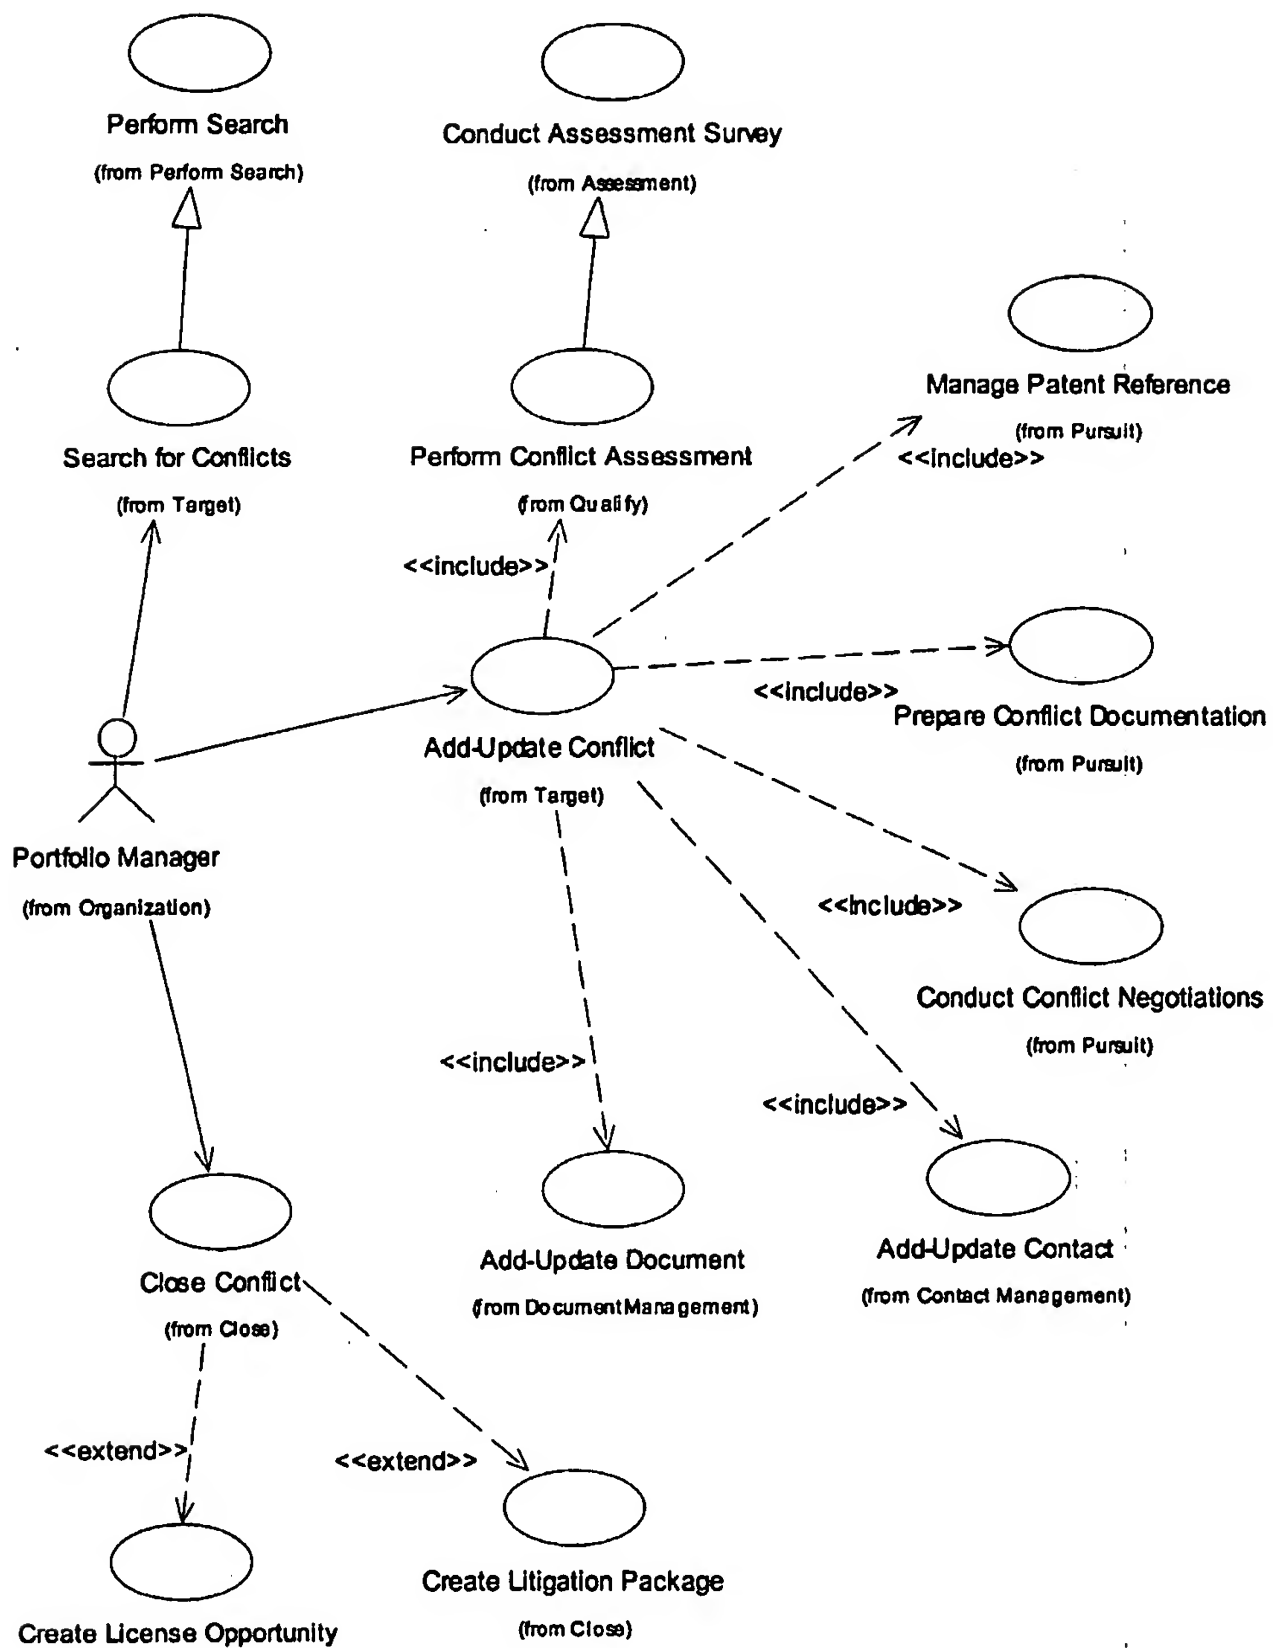 Perform Search
(from Perform Search)
Conduct Assessment Survey
(from Assessment)
Manage Patent Reference
(from Pursuit)
<<include>>
Search for Conflicts
(from Target)
Perform Conflict Assessment
(from Qualify)
<<include>>
<<include>>
Prepare Conflict Documentation
(from Pursuit)
Add-Update Conflict
(from Target)
Portfolio Manager
(from Organization)
<<include>>
Conduct Conflict Negotiations
(from Pursuit)
<<include>>
<<include>>
Add-Update Document
(from Document Management)
Add-Update Contact
(from Contact Management)
Close Conflict
(from Close)
<<extend>>
<<extend>>
Create Litigation Package
(from Close)
Create License Opportunity